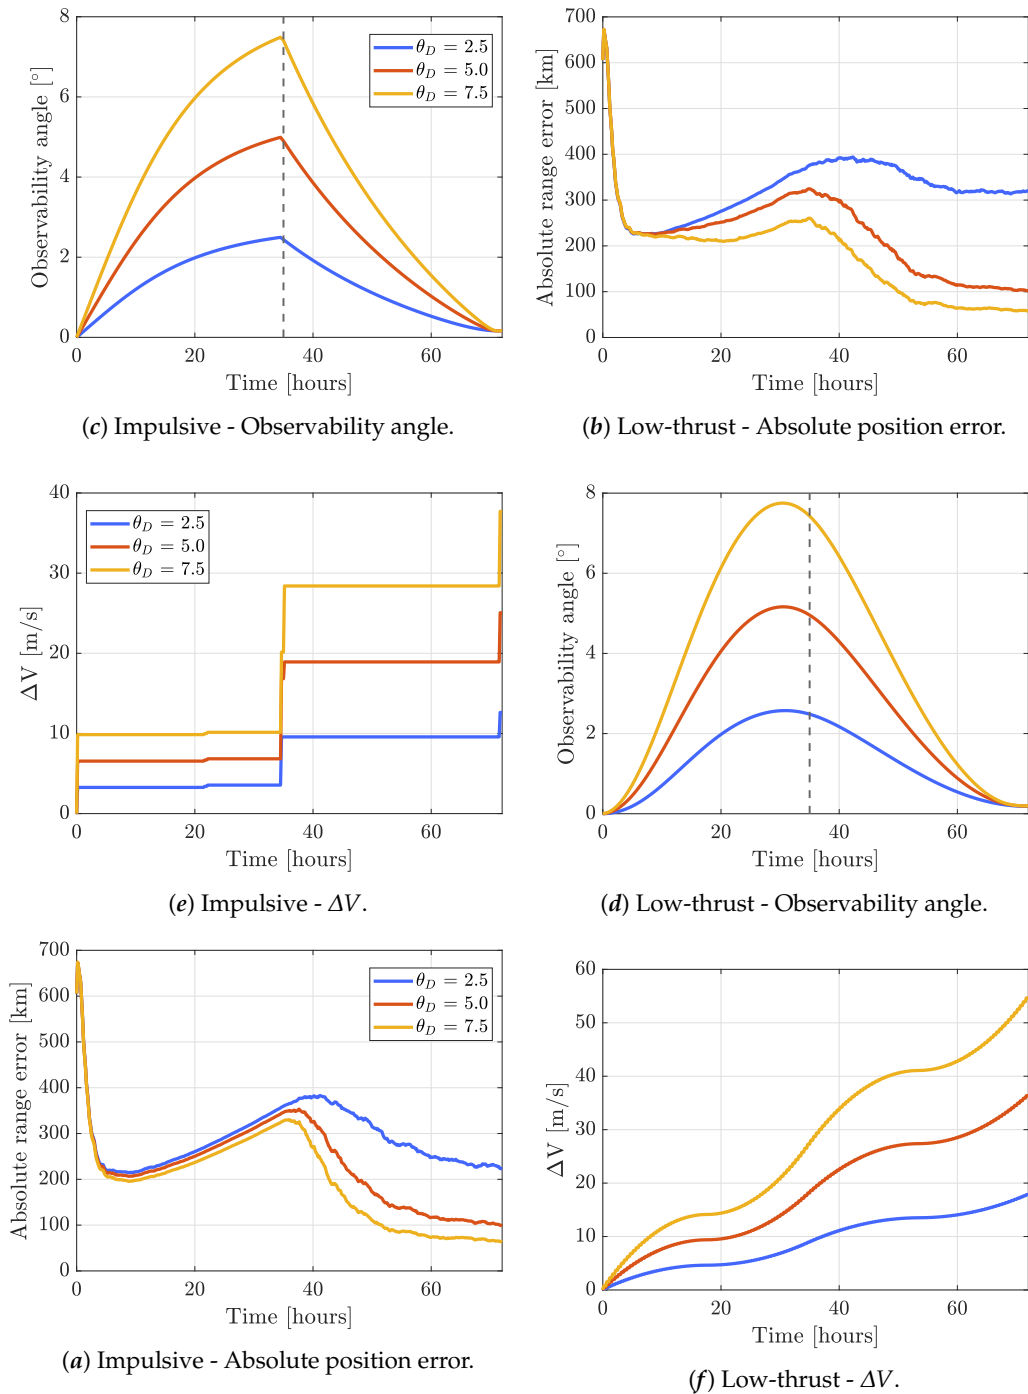 8
6
4
2
0
0
20
40
60
Observability angle [°]
Time [hours]
θD = 2.5
θD = 5.0
θD = 7.5
(c) Impulsive - Observability angle.
700
600
500
400
300
200
100
0
0
20
40
60
Absolute range error [km]
Time [hours]
(b) Low-thrust - Absolute position error.
40
30
20
10
0
0
20
40
60
ΔV [m/s]
Time [hours]
θD = 2.5
θD = 5.0
θD = 7.5
(e) Impulsive - ΔV.
8
6
4
2
0
0
20
40
60
Observability angle [°]
Time [hours]
(d) Low-thrust - Observability angle.
700
600
500
400
300
200
100
0
0
20
40
60
Absolute range error [km]
Time [hours]
θD = 2.5
θD = 5.0
θD = 7.5
(a) Impulsive - Absolute position error.
60
50
40
30
20
10
0
0
20
40
60
ΔV [m/s]
Time [hours]
(f) Low-thrust - ΔV.